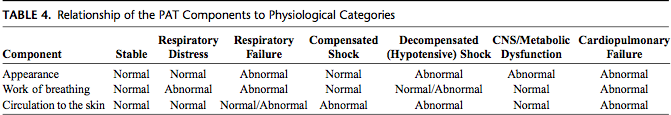 TABLE 4. Relationship of the PAT Components to Physiological Categories
Respiratory Respiratory Compensated Decompensated CNS/Metabolic Cardiopulmonary
Component Stable Distress Failure Shock (Hypotensive) Shock Dysfunction Failure
Appearance Normal Normal Abnormal Normal Abnormal Abnormal Abnormal
Work of breathing Normal Abnormal Abnormal Normal Normal/Abnormal Normal Abnormal
Circulation to the skin Normal Normal Normal/Abnormal Abnormal Abnormal Normal Abnormal